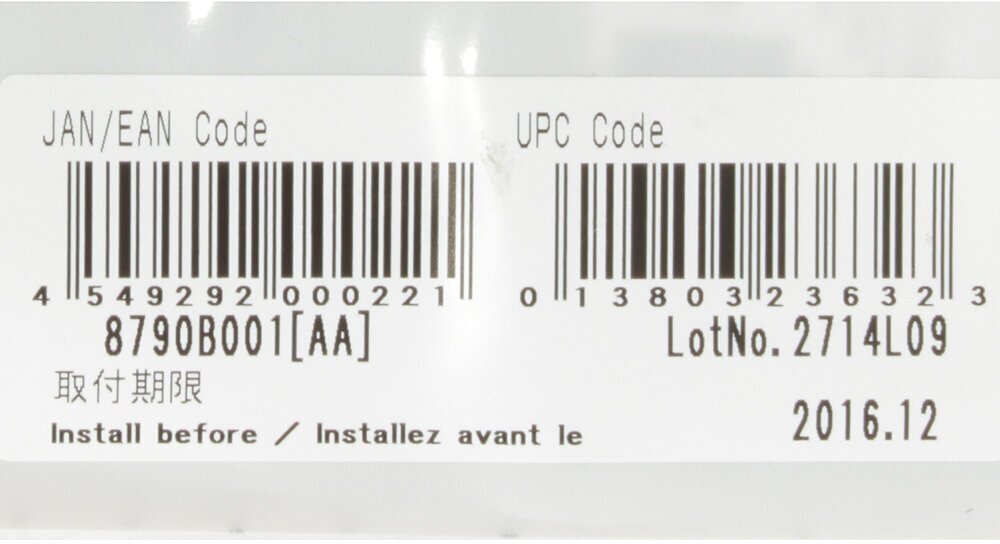 JAN/EAN Code
UPC Code
4 549292 000221
0 13803 23632 3
8790B001[AA]
LotNo. 2714L09
取付期限
Install before / Installez avant le
2016.12